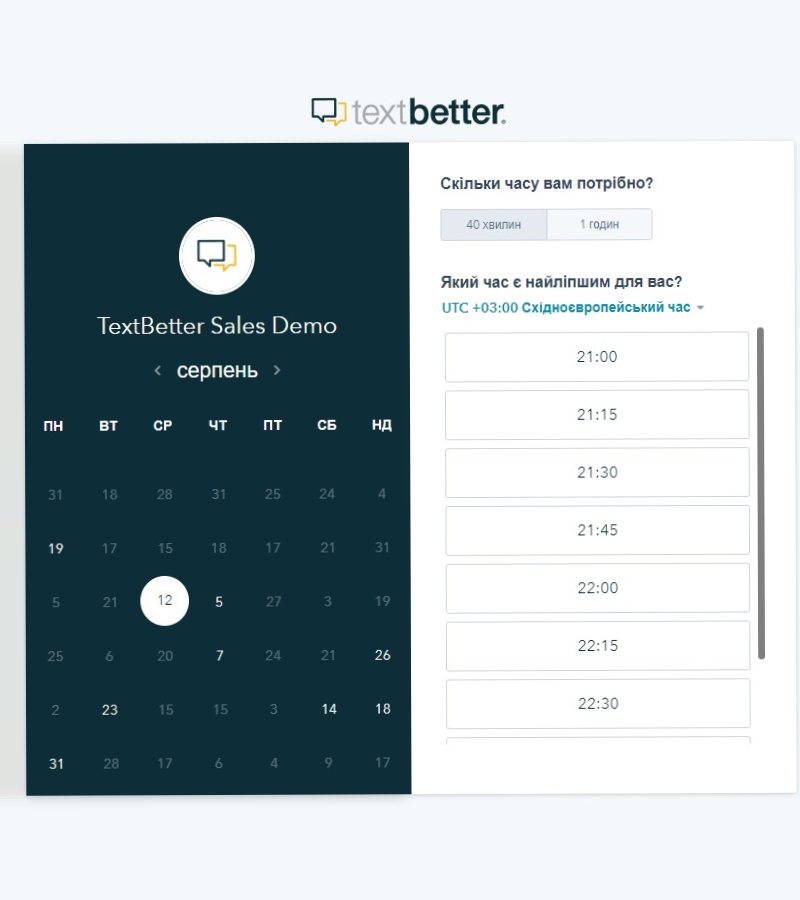 textbetter.
TextBetter Sales Demo
серпень
ПН ВТ СР ЧТ ПТ СБ НД
31 18 28 31 25 24 4
19 17 15 18 17 21 31
5 21 12 5 27 3 19
25 6 20 7 24 21 26
2 23 15 15 3 14 18
31 28 17 6 4 9 17
Скільки часу вам потрібно?
40 хвилин 1 годин
Який час є найліпшим для вас?
UTC +03:00 Східноєвропейський час
21:00
21:15
21:30
21:45
22:00
22:15
22:30